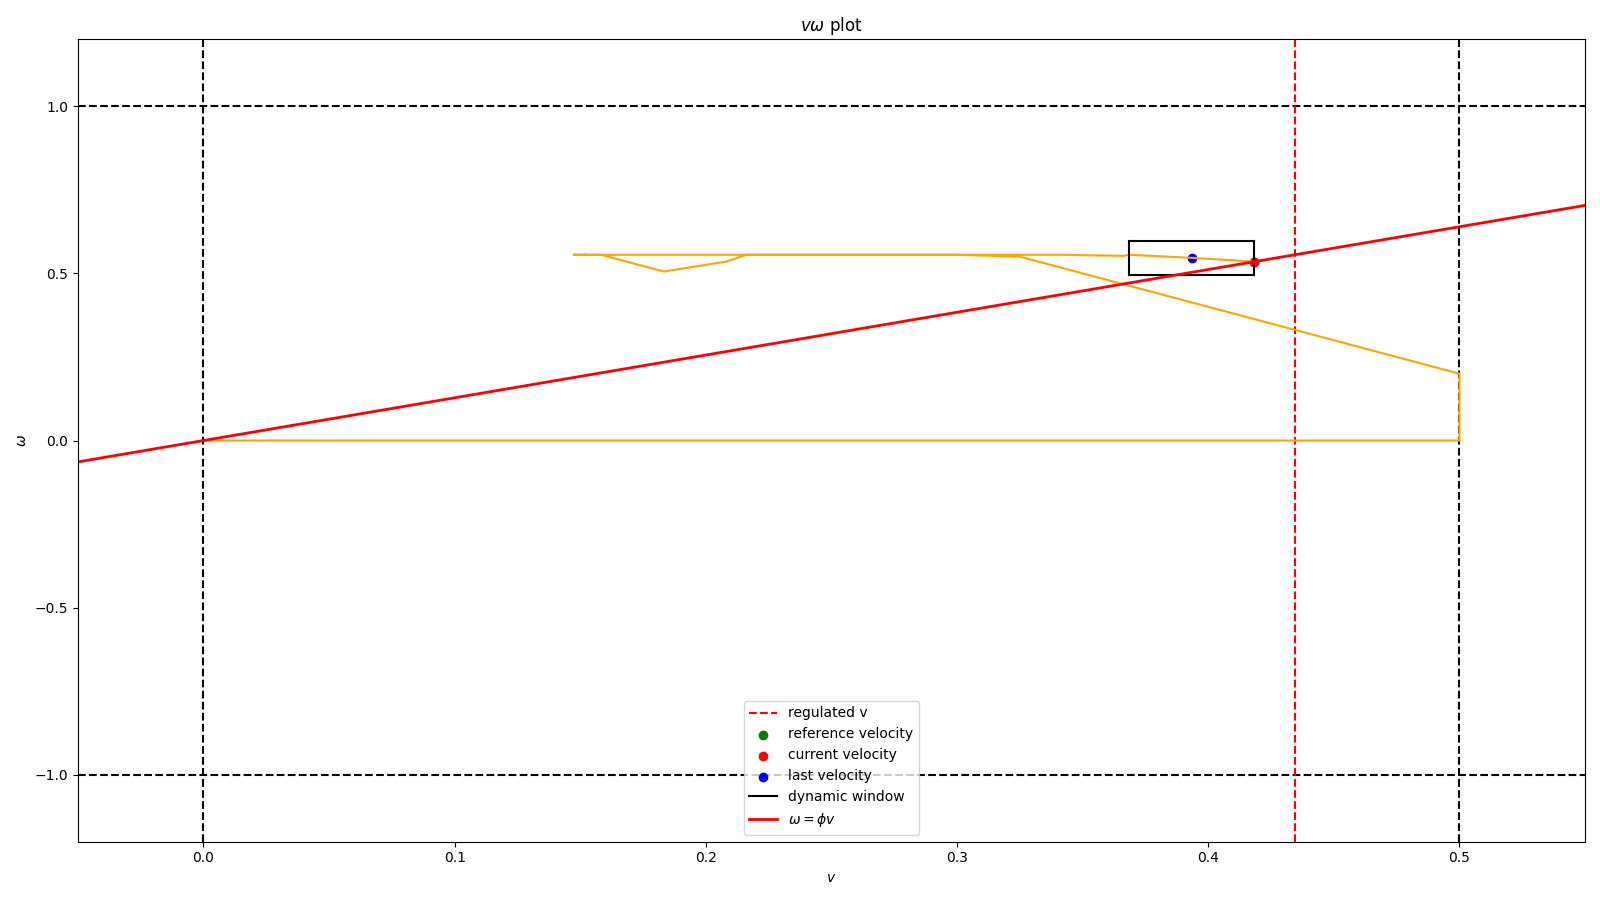 vω plot
1.0
0.5
0.0
−0.5
−1.0
ω
0.0
0.1
0.2
0.3
0.4
0.5
v
regulated v
reference velocity
current velocity
last velocity
dynamic window
ω = ϕv